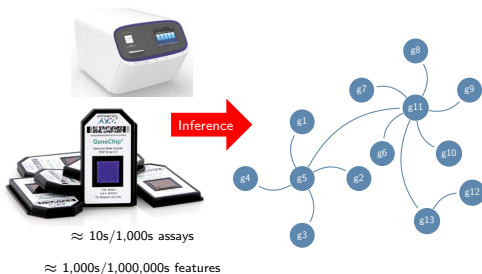 g8
g7
g9
g11
g1
Inference
AFFYMETRIX
GeneChip®
g6
g10
g5
g2
g4
g12
g13
g3
≈ 10s/1,000s assays
≈ 1,000s/1,000,000s features